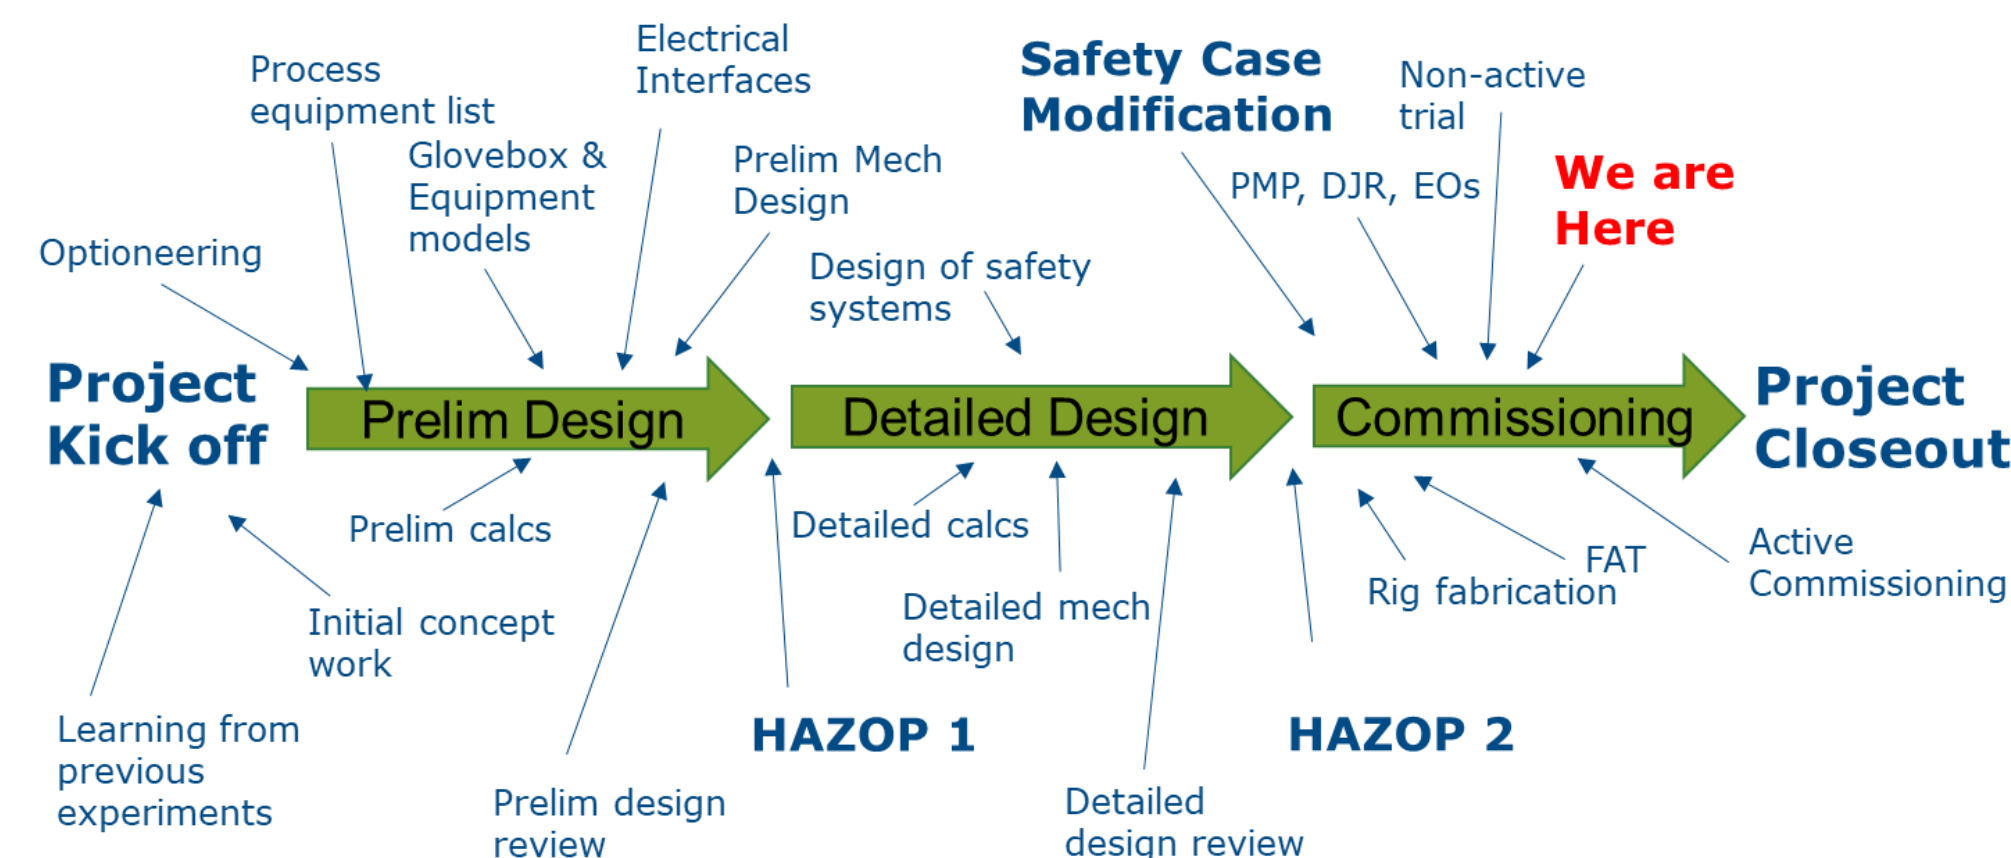 Electrical
Interfaces
Process
equipment list
Safety Case
Modification
Non-active
trial
Glovebox &
Equipment
models
Prelim Mech
Design
PMP, DJR, EOs
We are
Here
Optioneering
Design of safety
systems
Project
Kick off
Prelim Design
Detailed Design
Commissioning
Project
Closeout
Prelim calcs
Detailed calcs
FAT
Rig fabrication
Active
Commissioning
Initial concept
work
Detailed mech
design
Learning from
previous
experiments
HAZOP 1
HAZOP 2
Prelim design
review
Detailed
design review